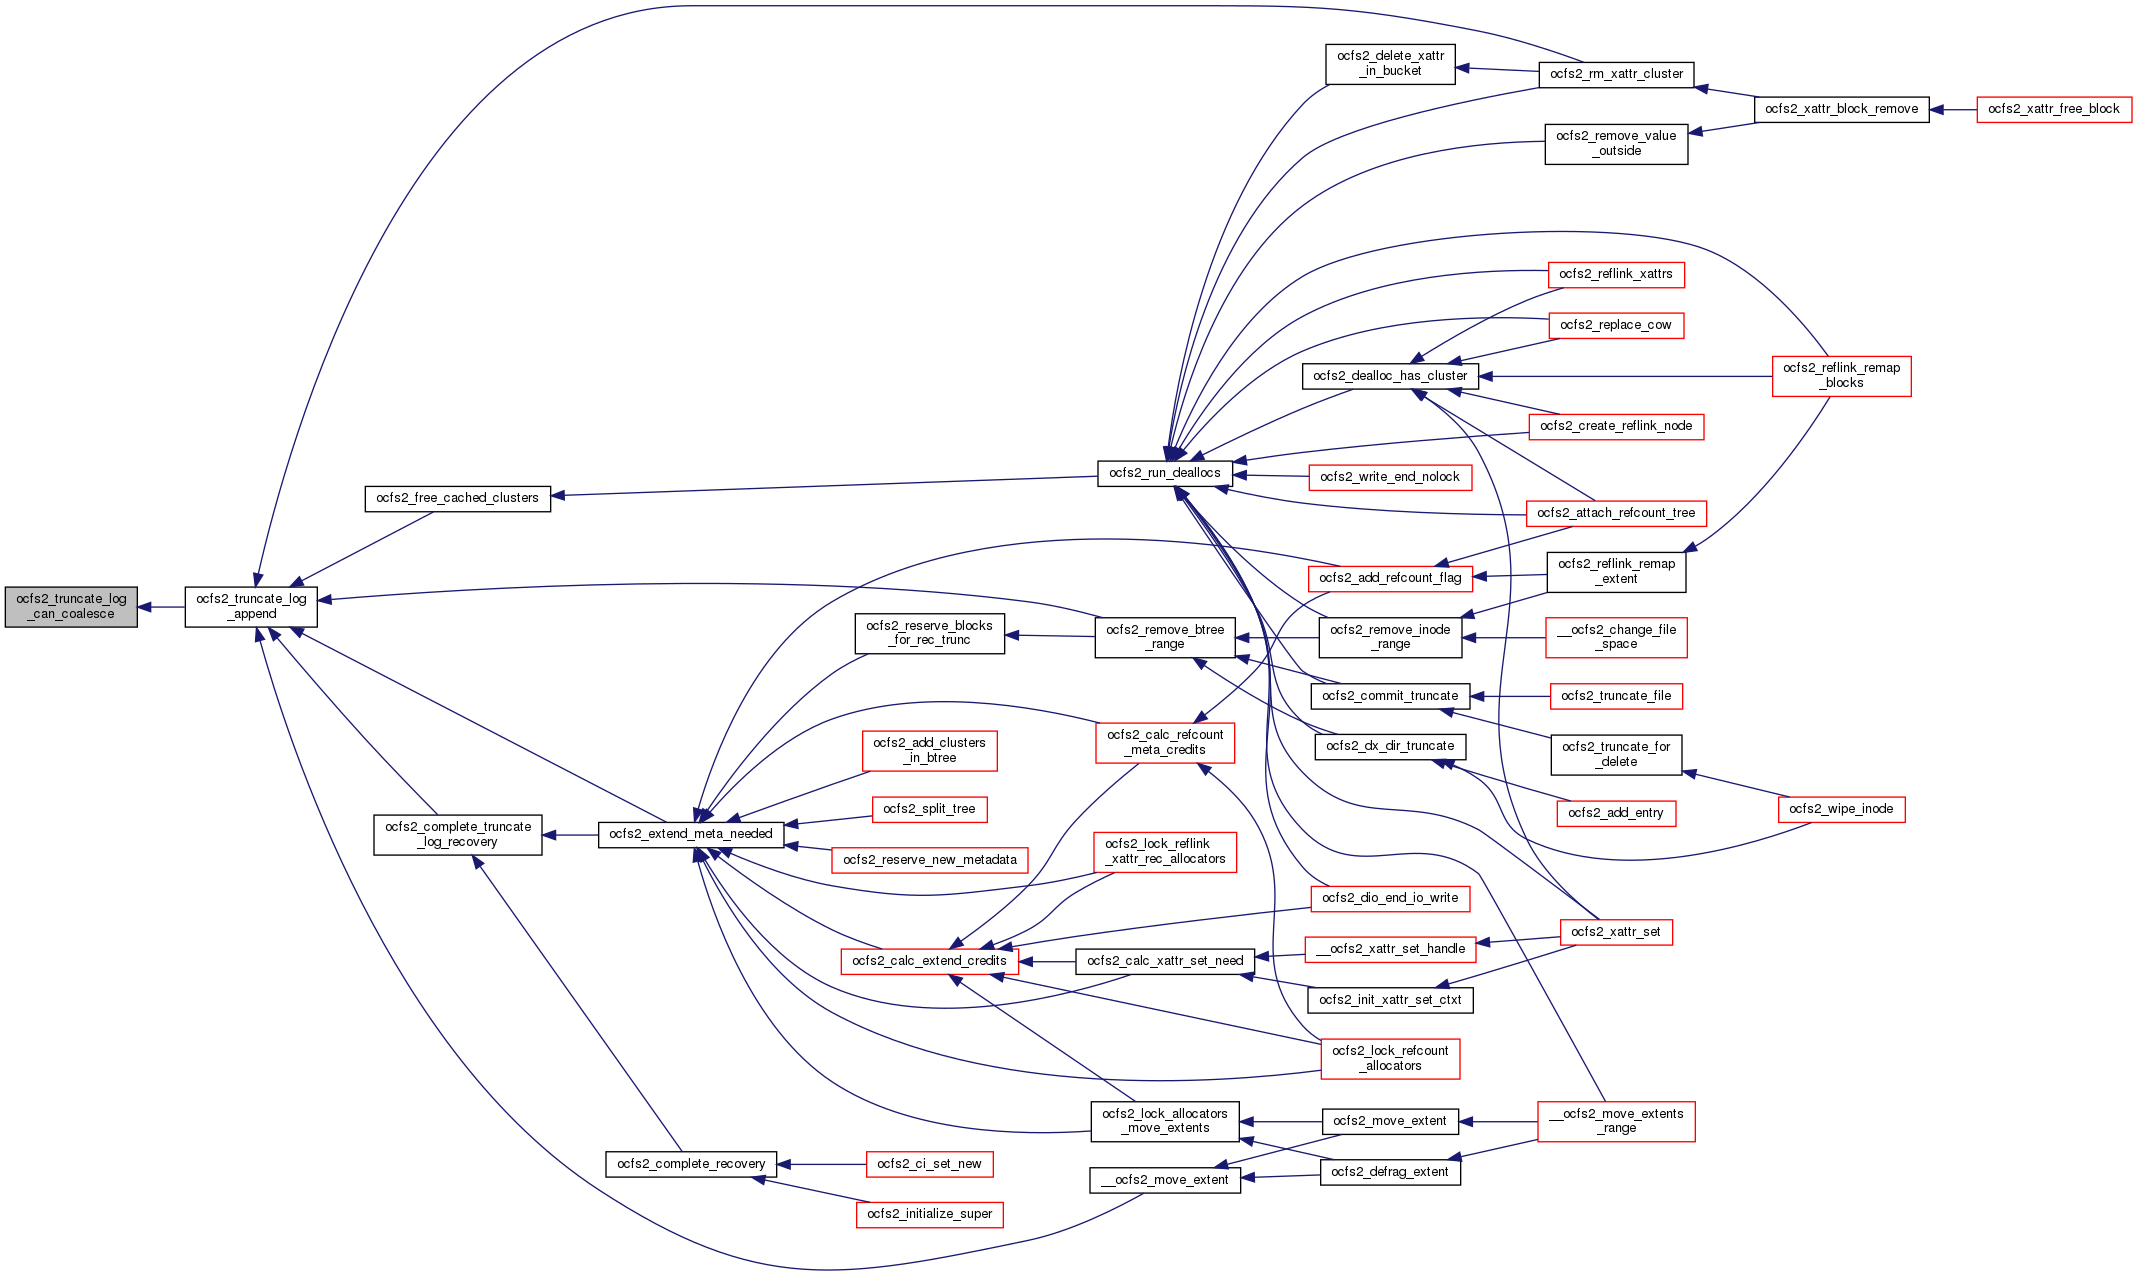 ocfs2_truncate_log
_can_coalesce
ocfs2_truncate_log
_append
ocfs2_free_cached_clusters
ocfs2_complete_truncate
_log_recovery
ocfs2_extend_meta_needed
ocfs2_complete_recovery
ocfs2_reserve_blocks
_for_rec_trunc
ocfs2_add_clusters
_in_btree
ocfs2_split_tree
ocfs2_reserve_new_metadata
ocfs2_calc_extend_credits
ocfs2_ci_set_new
ocfs2_initialize_super
ocfs2_run_deallocs
ocfs2_remove_btree
_range
ocfs2_calc_refcount
_meta_credits
ocfs2_lock_reflink
_xattr_rec_allocators
ocfs2_calc_xattr_set_need
ocfs2_lock_allocators
_move_extents
__ocfs2_move_extent
ocfs2_delete_xattr
_in_bucket
ocfs2_dealloc_has_cluster
ocfs2_write_end_nolock
ocfs2_add_refcount_flag
ocfs2_remove_inode
_range
ocfs2_commit_truncate
ocfs2_dx_dir_truncate
ocfs2_dio_end_io_write
__ocfs2_xattr_set_handle
ocfs2_init_xattr_set_ctxt
ocfs2_lock_refcount
_allocators
ocfs2_move_extent
ocfs2_defrag_extent
ocfs2_rm_xattr_cluster
ocfs2_remove_value
_outside
ocfs2_reflink_xattrs
ocfs2_replace_cow
ocfs2_create_reflink_node
ocfs2_attach_refcount_tree
ocfs2_reflink_remap
_extent
__ocfs2_change_file
_space
ocfs2_truncate_file
ocfs2_truncate_for
_delete
ocfs2_add_entry
ocfs2_xattr_set
__ocfs2_move_extents
_range
ocfs2_xattr_block_remove
ocfs2_reflink_remap
_blocks
ocfs2_wipe_inode
ocfs2_xattr_free_block